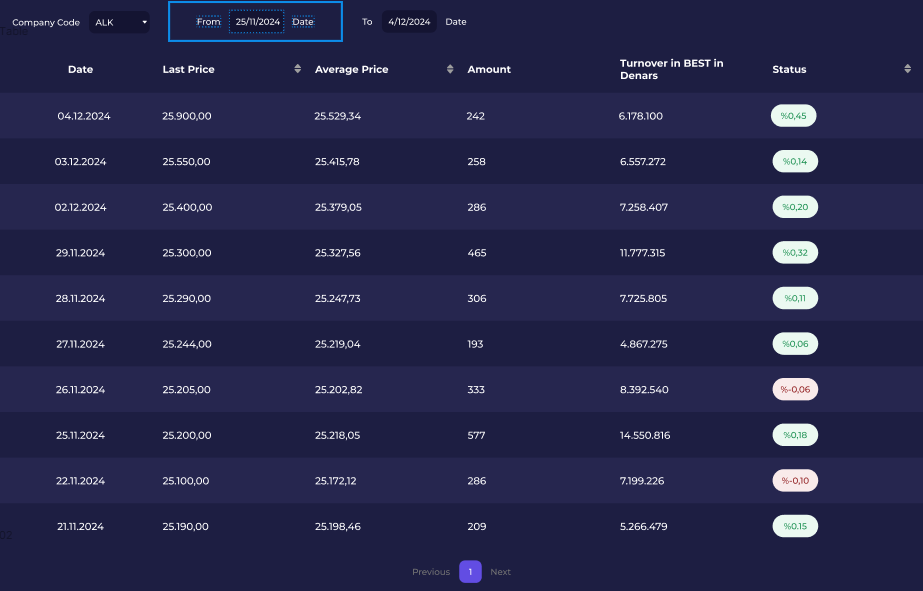 Company Code ALK From 25/11/2024 Date To 4/12/2024 Date
Table
Date Last Price Average Price Amount Turnover in BEST in Denars Status
04.12.2024 25.900,00 25.529,34 242 6.178.100 %0,45
03.12.2024 25.550,00 25.415,78 258 6.557.272 %0,14
02.12.2024 25.400,00 25.379,05 286 7.258.407 %0,20
29.11.2024 25.300,00 25.327,56 465 11.777.315 %0,32
28.11.2024 25.290,00 25.247,73 306 7.725.805 %0,11
27.11.2024 25.244,00 25.219,04 193 4.867.275 %0,06
26.11.2024 25.205,00 25.202,82 333 8.392.540 %-0,06
25.11.2024 25.200,00 25.218,05 577 14.550.816 %0,18
22.11.2024 25.100,00 25.172,12 286 7.199.226 %-0,10
21.11.2024 25.190,00 25.198,46 209 5.266.479 %0.15
02
Previous 1 Next